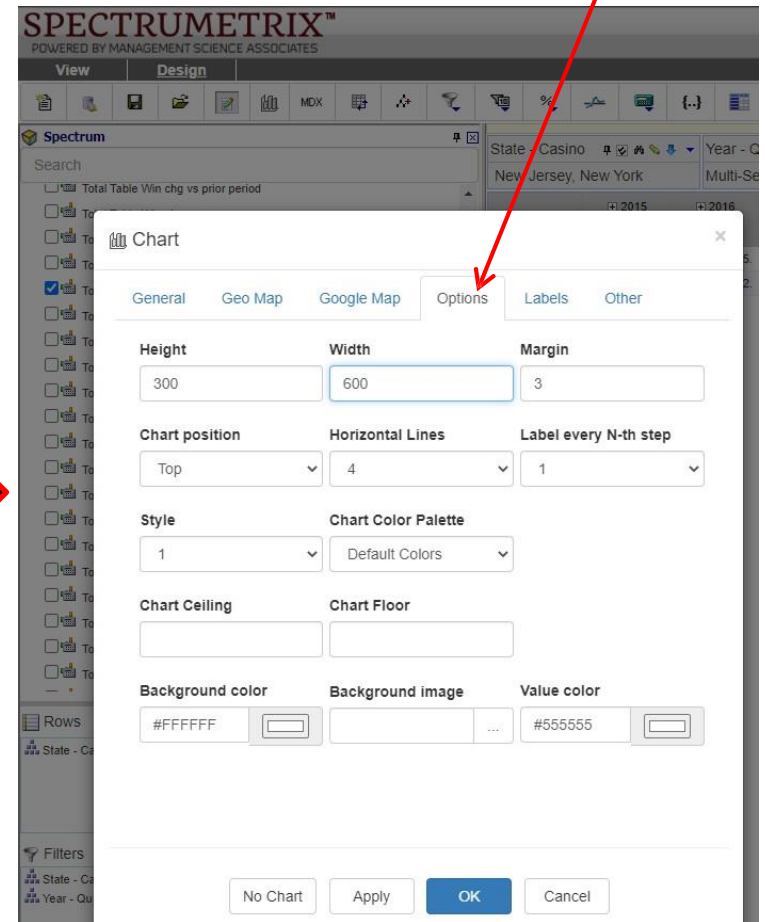 SPECTRUMETRIX™
POWERED BY MANAGEMENT SCIENCE ASSOCIATES
View Design
MDX % {..}
Spectrum
Search
State - Casino Year - Q
New Jersey, New York Multi-Se
2015 2016
Total Table Win chg vs prior period
Chart ×
General Geo Map Google Map Options Labels Other
Height Width Margin
300 600 3
Chart position Horizontal Lines Label every N-th step
Top 4 1
Style Chart Color Palette
1 Default Colors
Chart Ceiling Chart Floor
Background color Background image Value color
#FFFFFF ... #555555
Rows
State - Ca
Filters
State - Ca
Year - Qu
No Chart Apply OK Cancel